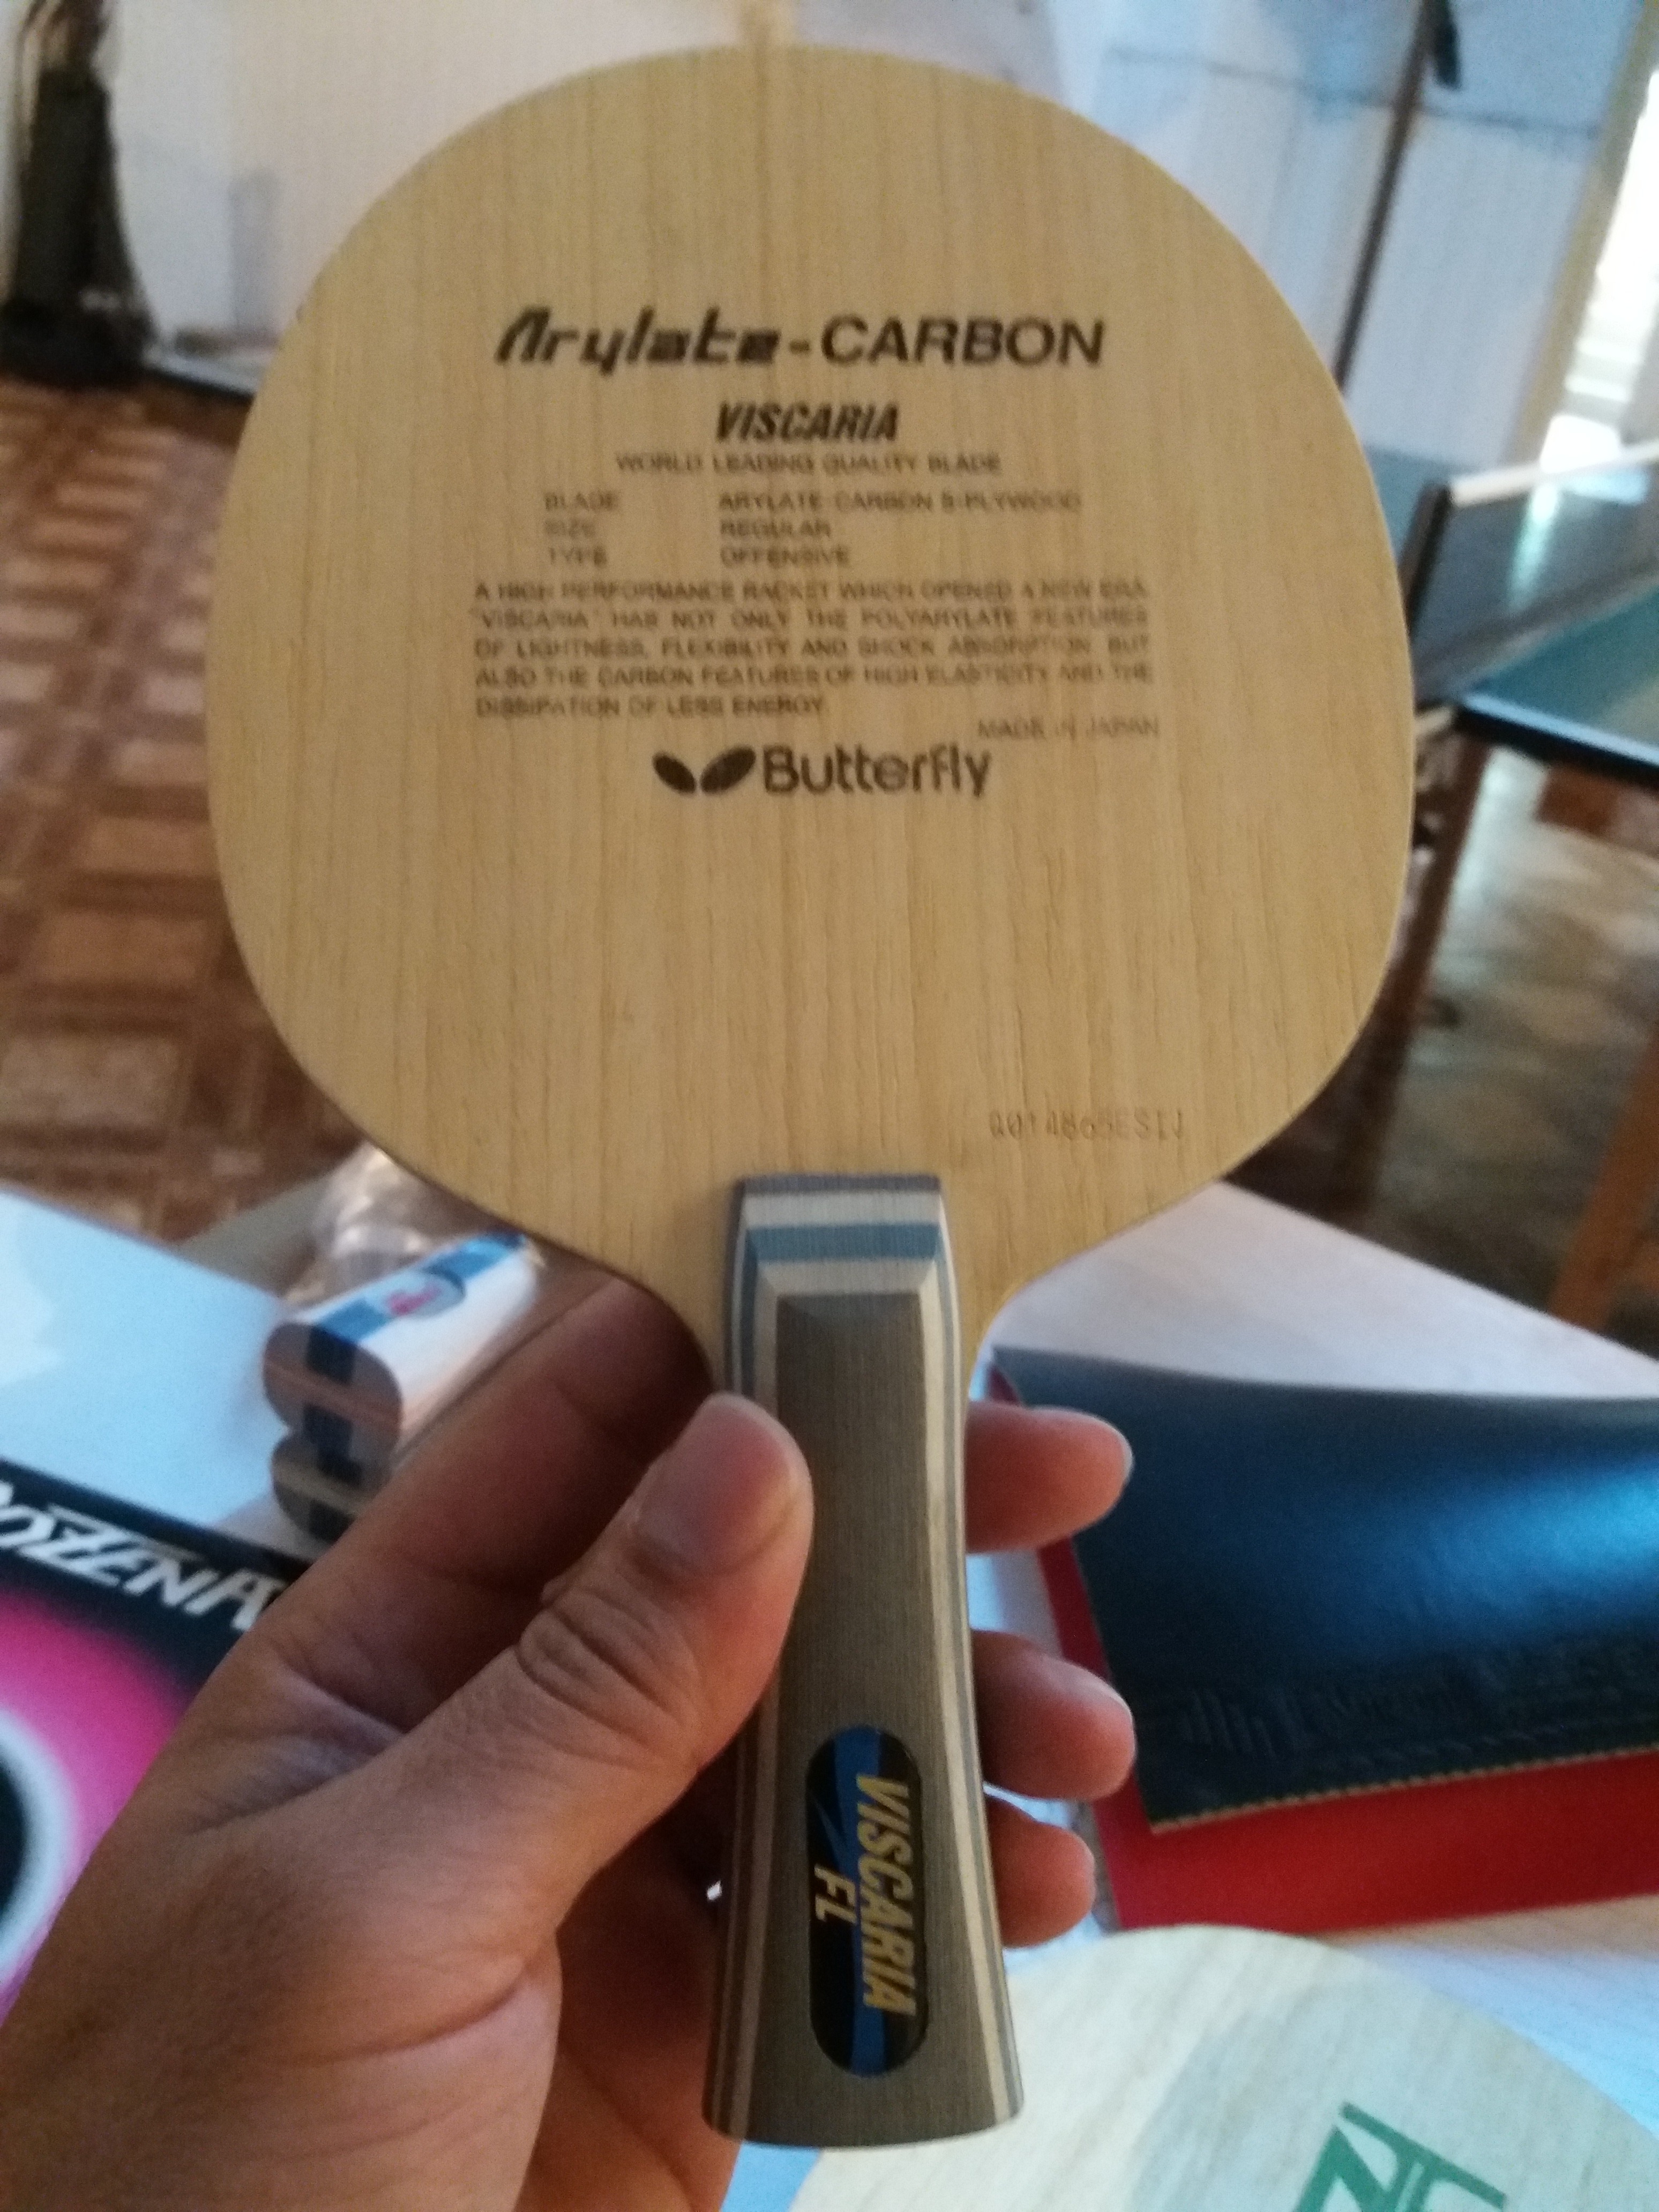 Arylate-CARBON
VISCARIA
WORLD LEADING QUALITY BLADE
BLADE ARYLATE-CARBON 5-PLYWOOD
SIZE REGULAR
TYPE OFFENSIVE
A HIGH PERFORMANCE RACKET WHICH OPENED A NEW ERA.
"VISCARIA" HAS NOT ONLY THE POLYARYLATE FEATURES
OF LIGHTNESS, FLEXIBILITY AND SHOCK ABSORPTION, BUT
ALSO THE CARBON FEATURES OF HIGH ELASTICITY AND THE
DISSIPATION OF LESS ENERGY.
MADE IN JAPAN
Butterfly
VISCARIA
FL